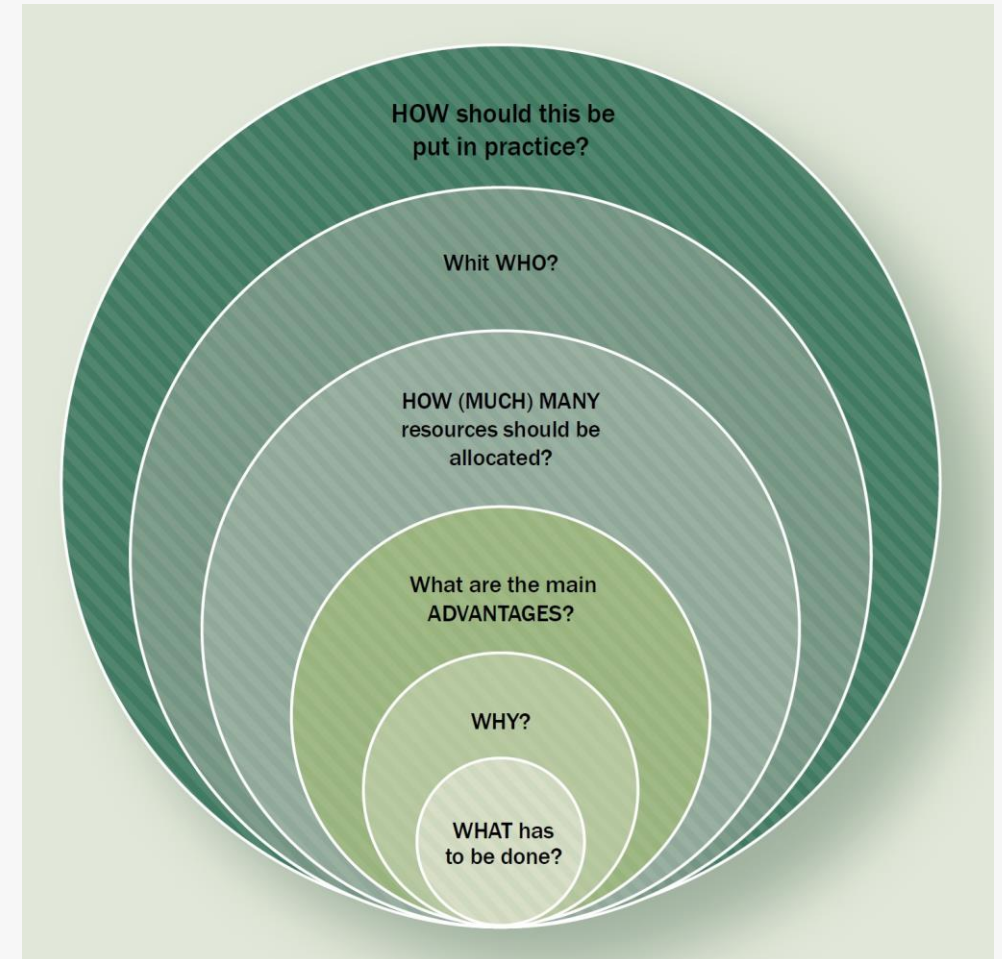 HOW should this be
put in practice?
Whit WHO?
HOW (MUCH) MANY
resources should be
allocated?
What are the main
ADVANTAGES?
WHY?
WHAT has
to be done?